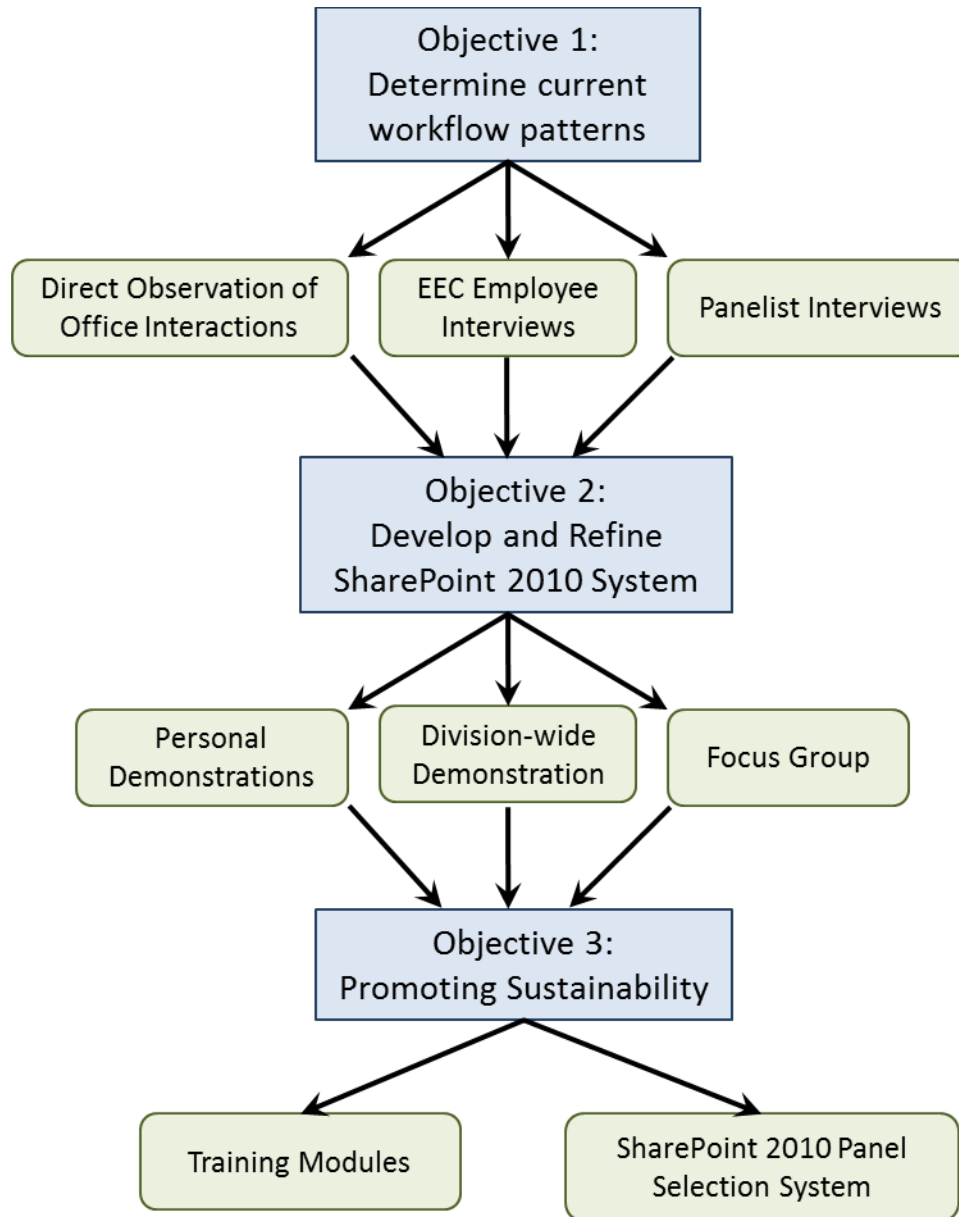 Objective 1:
Determine current
workflow patterns
Direct Observation of
Office Interactions
EEC Employee
Interviews
Panelist Interviews
Objective 2:
Develop and Refine
SharePoint 2010 System
Personal
Demonstrations
Division-wide
Demonstration
Focus Group
Objective 3:
Promoting Sustainability
Training Modules
SharePoint 2010 Panel
Selection System